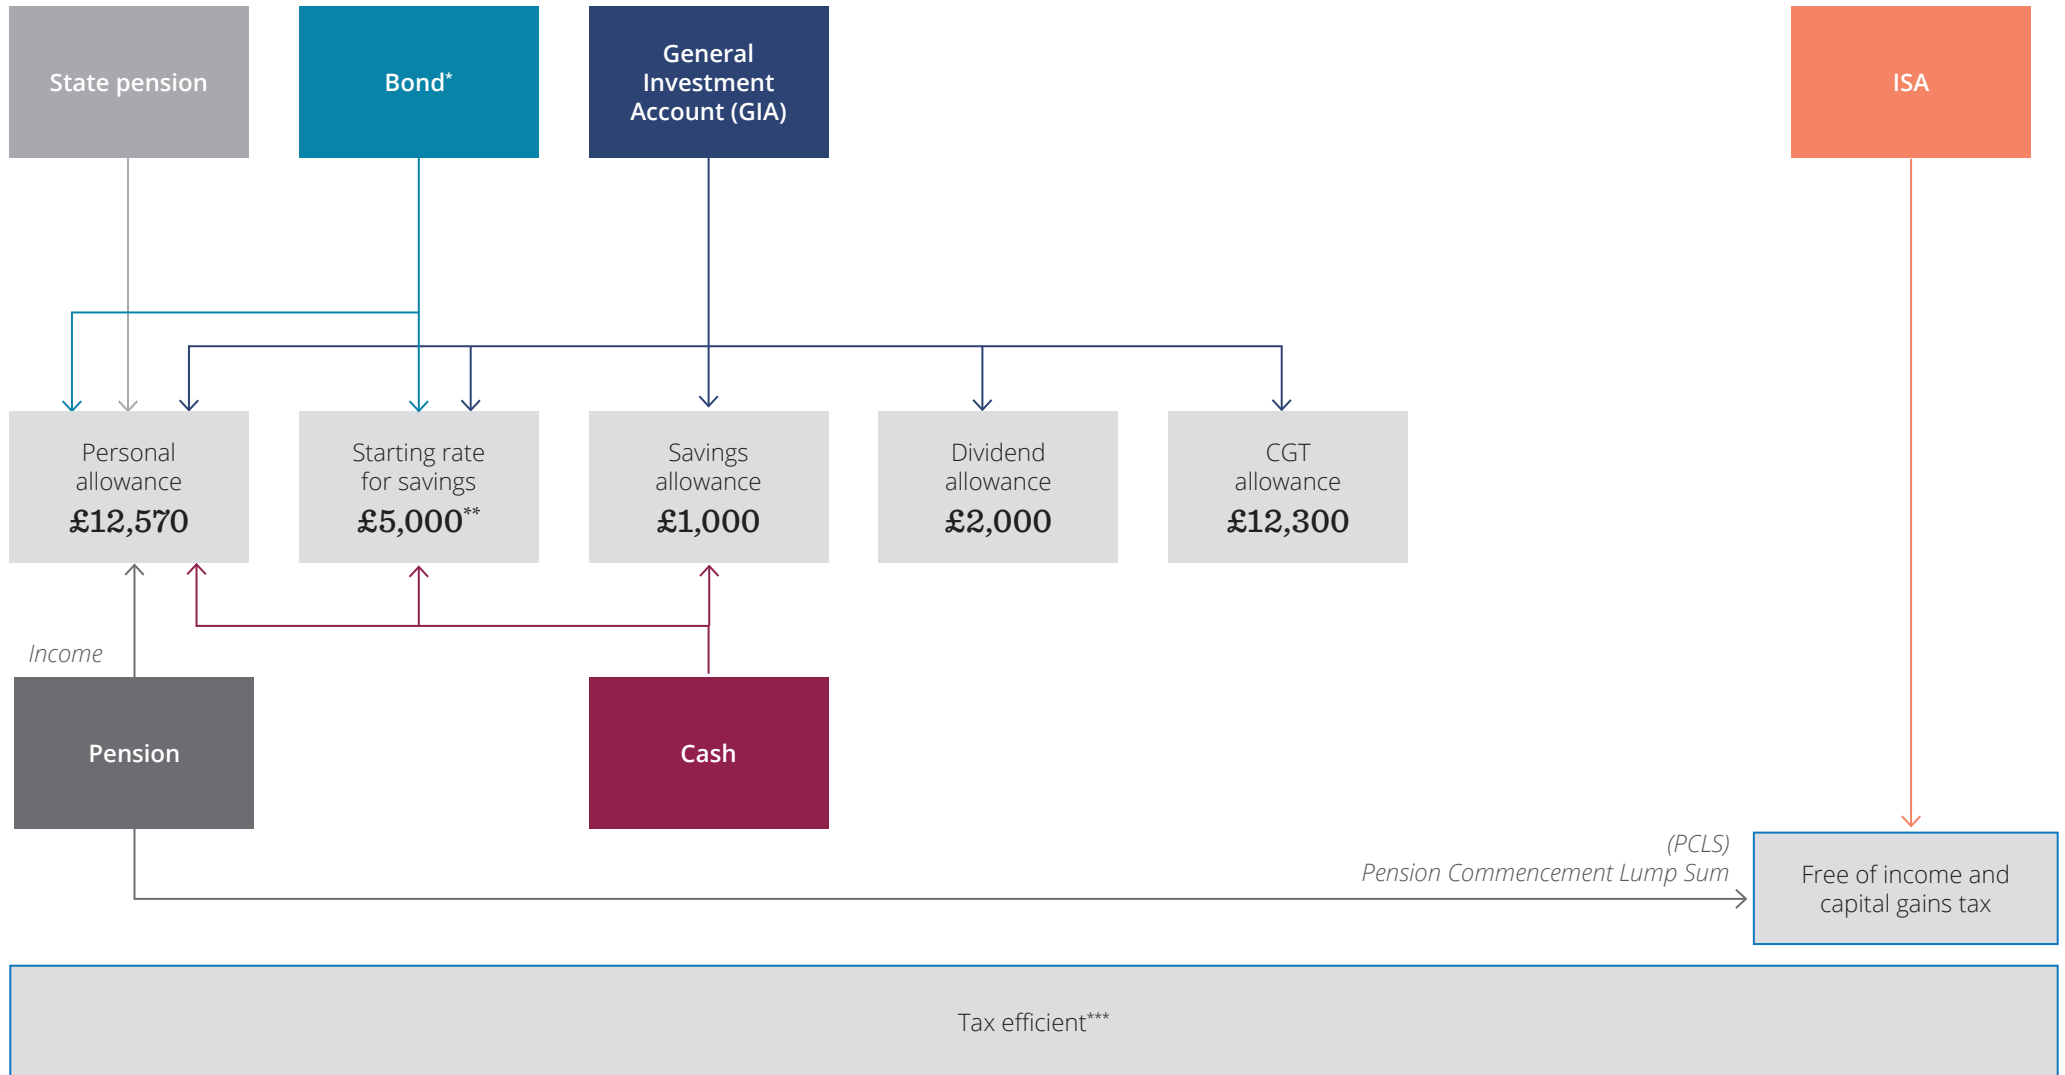 State pension
Bond*
General
Investment
Account (GIA)
ISA
Personal
allowance
£12,570
Starting rate
for savings
£5,000**
Savings
allowance
£1,000
Dividend
allowance
£2,000
CGT
allowance
£12,300
Income
Pension
Cash
(PCLS)
Pension Commencement Lump Sum
Free of income and
capital gains tax
Tax efficient***